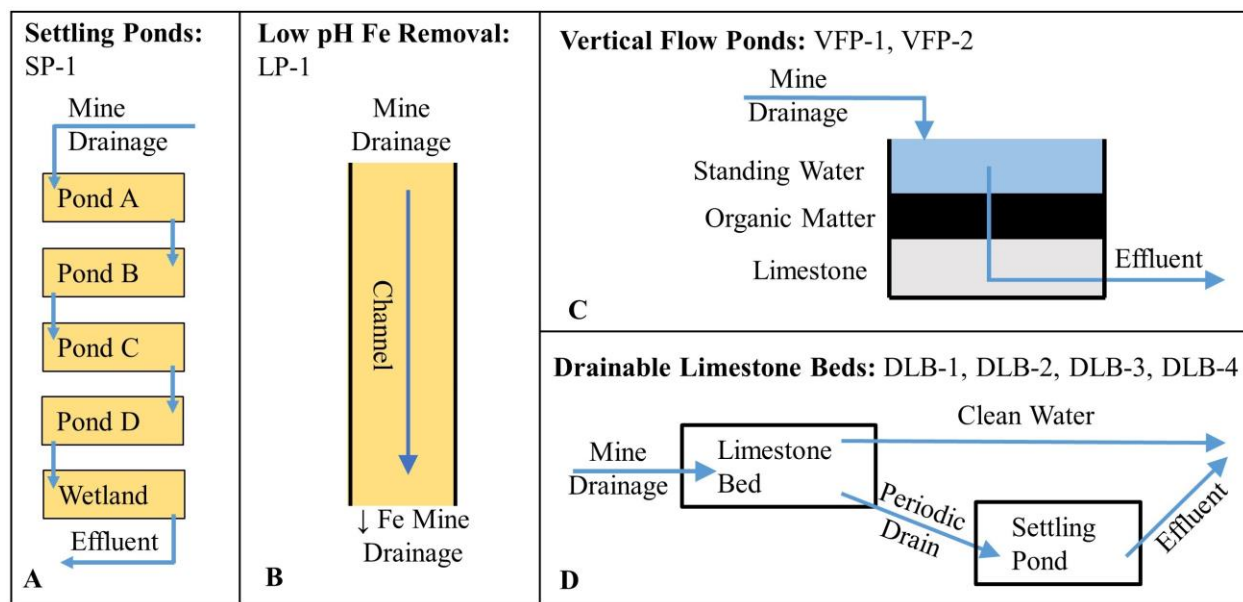 Settling Ponds:
SP-1
Mine
Drainage
Pond A
Pond B
Pond C
Pond D
Wetland
Effluent
A
Low pH Fe Removal:
LP-1
Mine
Drainage
Channel
↓ Fe Mine
Drainage
B
Vertical Flow Ponds: VFP-1, VFP-2
Mine
Drainage
Standing Water
Organic Matter
Limestone
Effluent
C
Drainable Limestone Beds: DLB-1, DLB-2, DLB-3, DLB-4
Clean Water
Mine
Drainage
Limestone
Bed
Periodic
Drain
Settling
Pond
Effluent
D